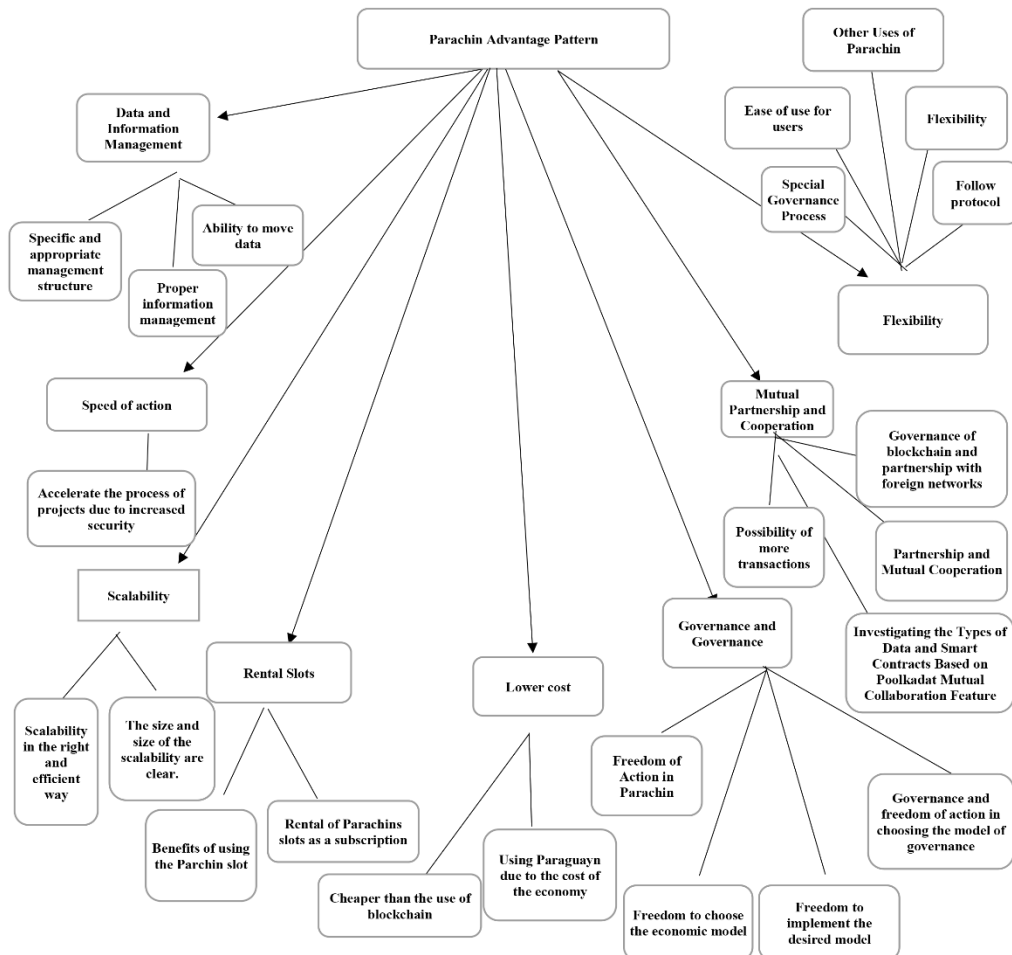 Parachin Advantage Pattern
Other Uses of
Parachin
Data and
Information
Management
Ease of use for
users
Flexibility
Special
Governance
Process
Follow
protocol
Specific and
appropriate
management
structure
Ability to move
data
Proper
information
management
Flexibility
Speed of action
Mutual
Partnership and
Cooperation
Accelerate the process of
projects due to increased
security
Governance of
blockchain and
partnership with
foreign networks
Possibility of
more
transactions
Partnership and
Mutual Cooperation
Scalability
Rental Slots
Lower cost
Governance and
Governance
Investigating the Types of
Data and Smart
Contracts Based on
Poolkadat Mutual
Collaboration Feature
Scalability
in the right
and
efficient
way
The size and
size of the
scalability are
clear.
Freedom of
Action in
Parachin
Benefits of using
the Parchin slot
Rental of Parachins
slots as a subscription
Governance and
freedom of action in
choosing the model of
governance
Cheaper than the use of
blockchain
Using Paraguayn
due to the cost of
the economy
Freedom to choose
the economic model
Freedom to
implement the
desired model